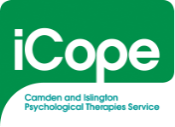 iCope
Camden and Islington
Psychological Therapies Service